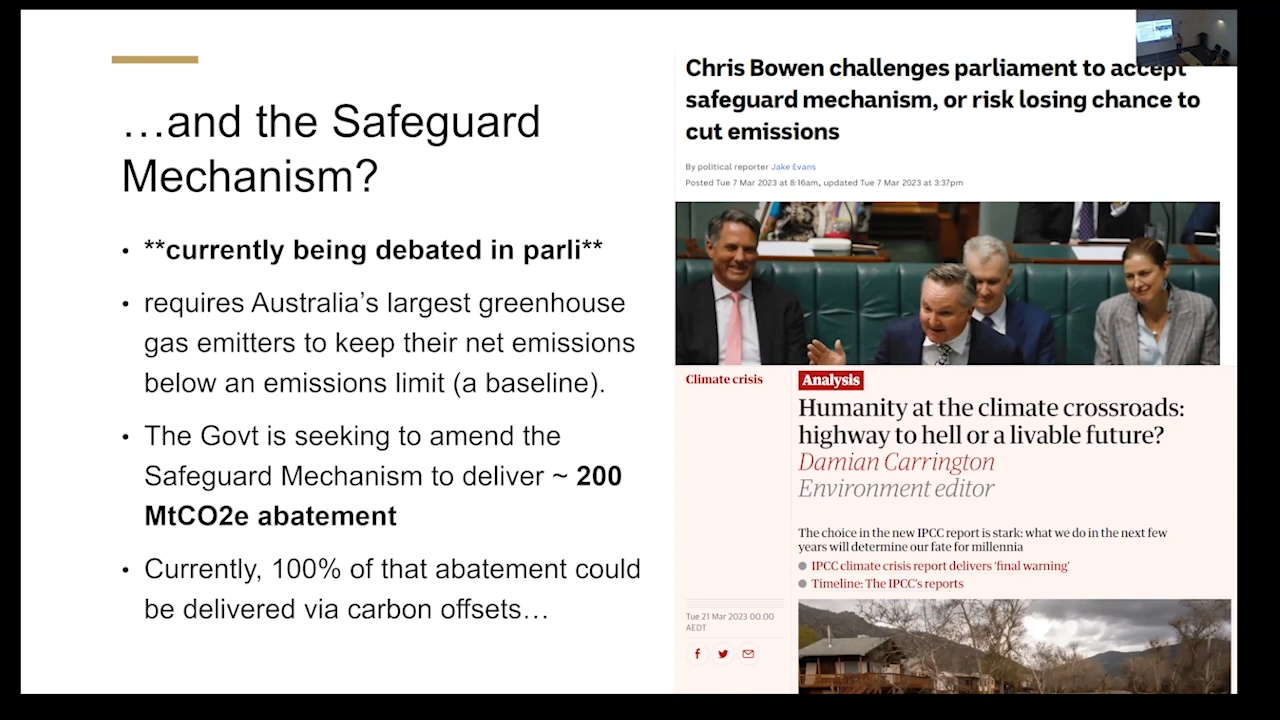 …and the Safeguard
Mechanism?
• **currently being debated in parli**
• requires Australia’s largest greenhouse
gas emitters to keep their net emissions
below an emissions limit (a baseline).
• The Govt is seeking to amend the
Safeguard Mechanism to deliver ~ 200
MtCO2e abatement
• Currently, 100% of that abatement could
be delivered via carbon offsets…
Chris Bowen challenges parliament to accept
safeguard mechanism, or risk losing chance to
cut emissions
By political reporter Jake Evans
Posted Tue 7 Mar 2023 at 8:16am, updated Tue 7 Mar 2023 at 3:37pm
Climate crisis
Analysis
Humanity at the climate crossroads:
highway to hell or a livable future?
Damian Carrington
Environment editor
The choice in the new IPCC report is stark: what we do in the next few
years will determine our fate for millennia
IPCC climate crisis report delivers ‘final warning’
Timeline: The IPCC’s reports
Tue 21 Mar 2023 00.00
AEDT